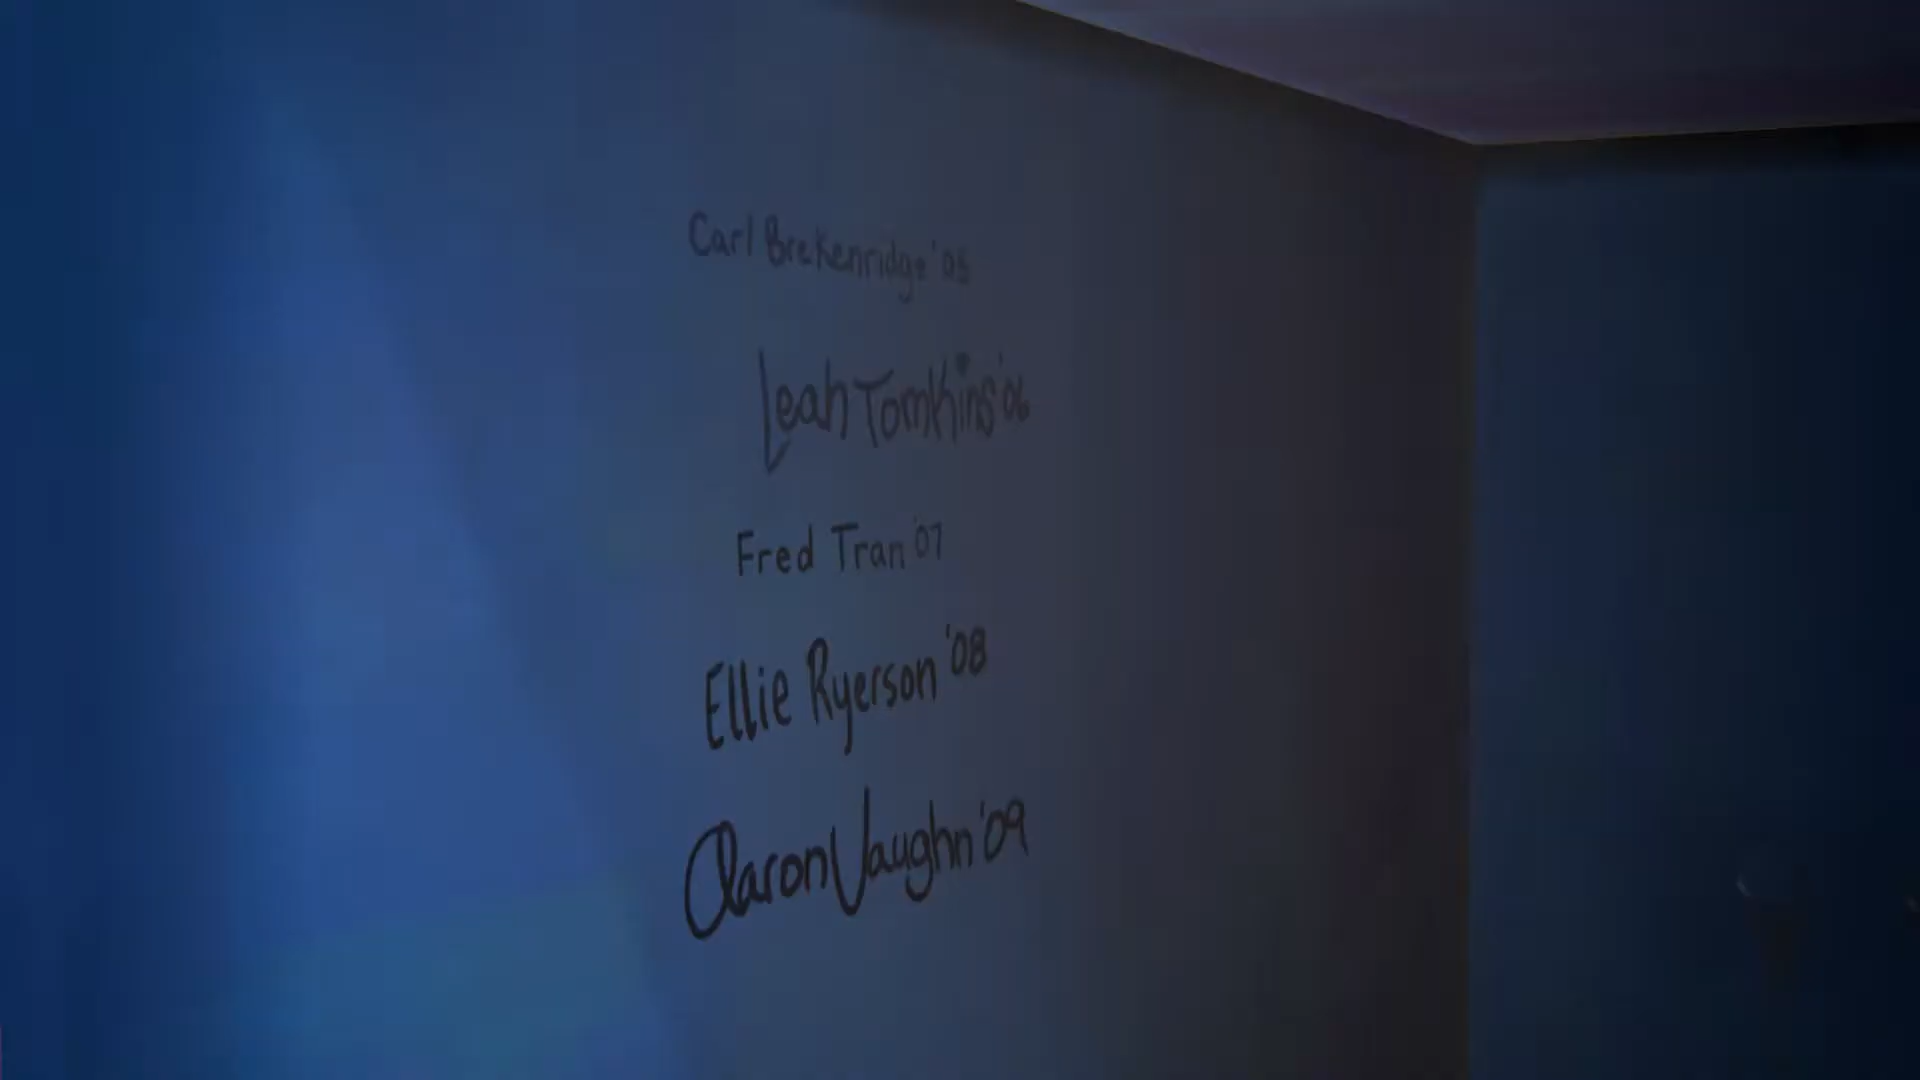 Carl Brekenridge '05
Leah Tomkins '06
Fred Tran '07
Ellie Ryerson '08
Aaron Vaughn '09